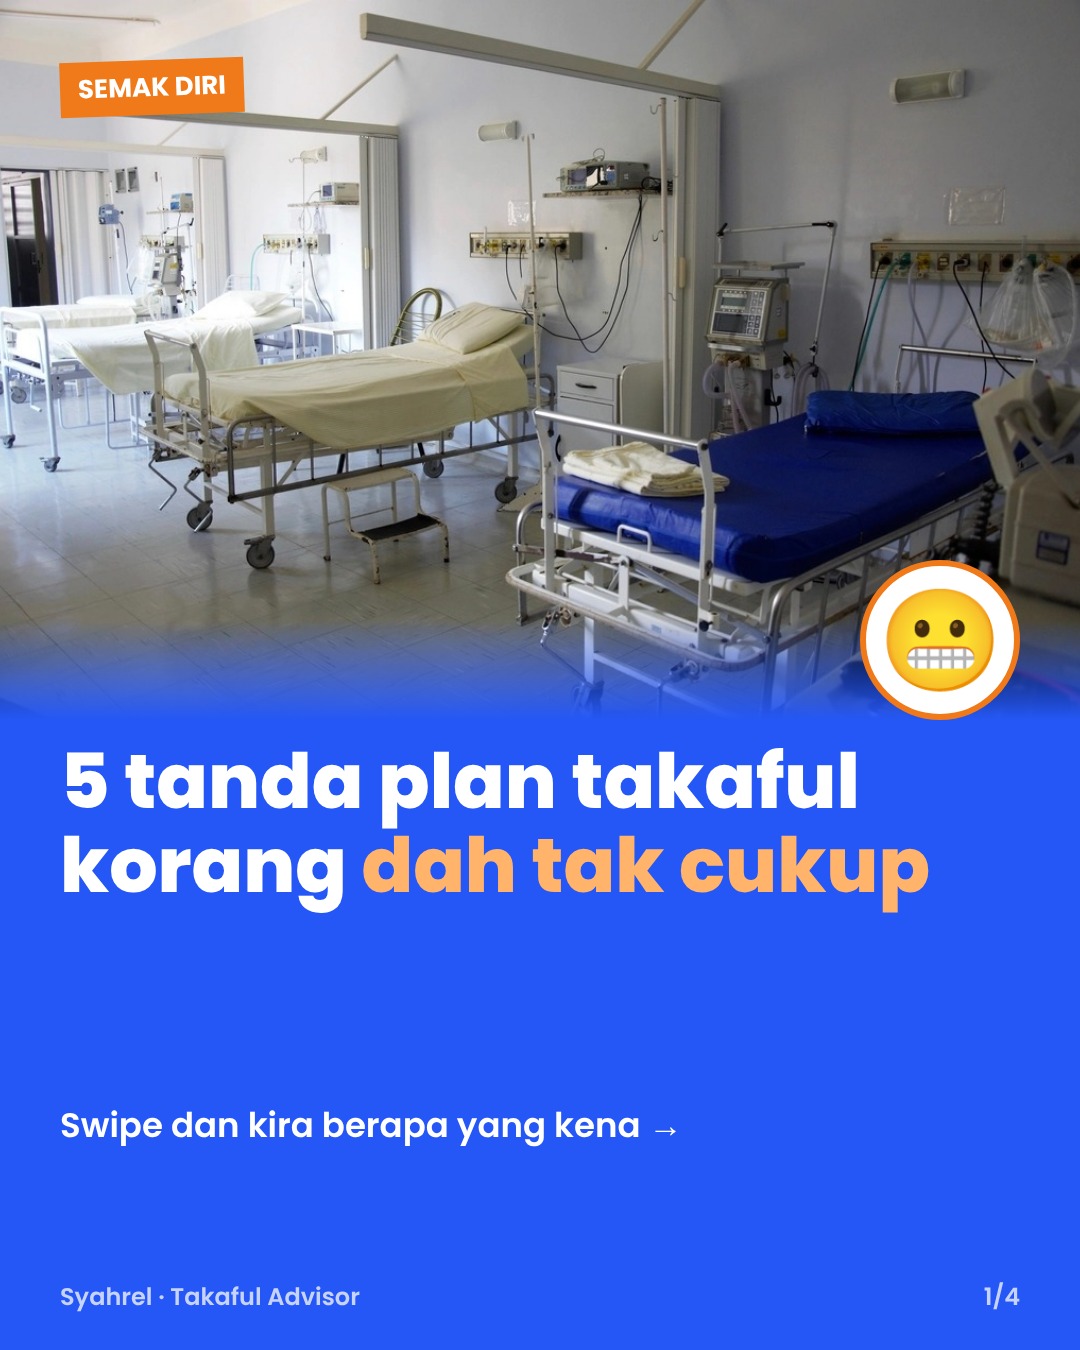 SEMAK DIRI
5 tanda plan takaful
korang dah tak cukup
Swipe dan kira berapa yang kena →
Syahrel · Takaful Advisor
1/4